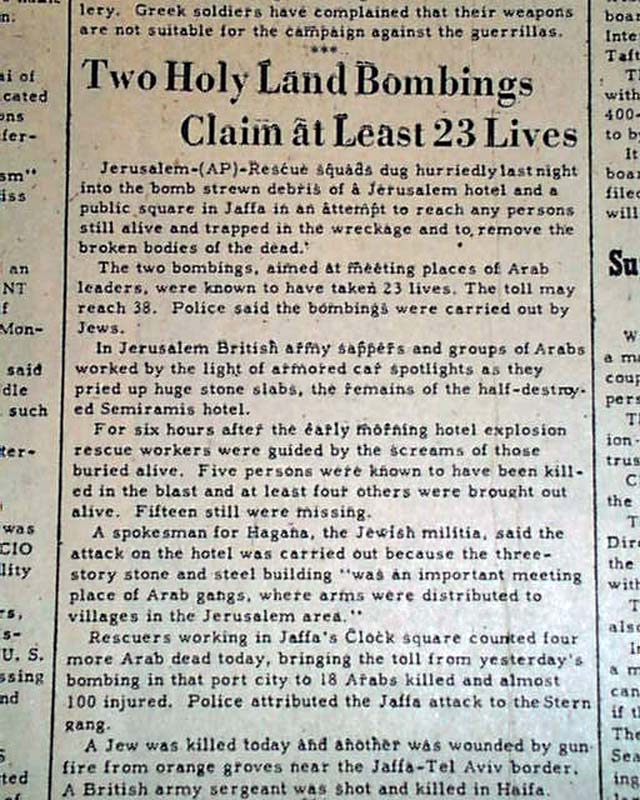 lery. Greek soldiers have complained that their weapons
are not suitable for the campaign against the guerrillas.
***
Two Holy Land Bombings
Claim at Least 23 Lives
Jerusalem-(AP)-Rescue squads dug hurriedly last night
into the bomb strewn debris of a Jerusalem hotel and a
public square in Jaffa in an attempt to reach any persons
still alive and trapped in the wreckage and to remove the
broken bodies of the dead.
The two bombings, aimed at meeting places of Arab
leaders, were known to have taken 23 lives. The toll may
reach 38. Police said the bombings were carried out by
Jews.
In Jerusalem British army sappers and groups of Arabs
worked by the light of armored car spotlights as they
pried up huge stone slabs, the remains of the half-destroy-
ed Semiramis hotel.
For six hours after the early morning hotel explosion
rescue workers were guided by the screams of those
buried alive. Five persons were known to have been kill-
ed in the blast and at least four others were brought out
alive. Fifteen still were missing.
A spokesman for Hagana, the Jewish militia, said the
attack on the hotel was carried out because the three-
story stone and steel building "was an important meeting
place of Arab gangs, where arms were distributed to
villages in the Jerusalem area."
Rescuers working in Jaffa's Clock square counted four
more Arab dead today, bringing the toll from yesterday's
bombing in that port city to 18 Arabs killed and almost
100 injured. Police attributed the Jaffa attack to the Stern
gang.
A Jew was killed today and another was wounded by gun
fire from orange groves near the Jaffa-Tel Aviv border.
A British army sergeant was shot and killed in Haifa.